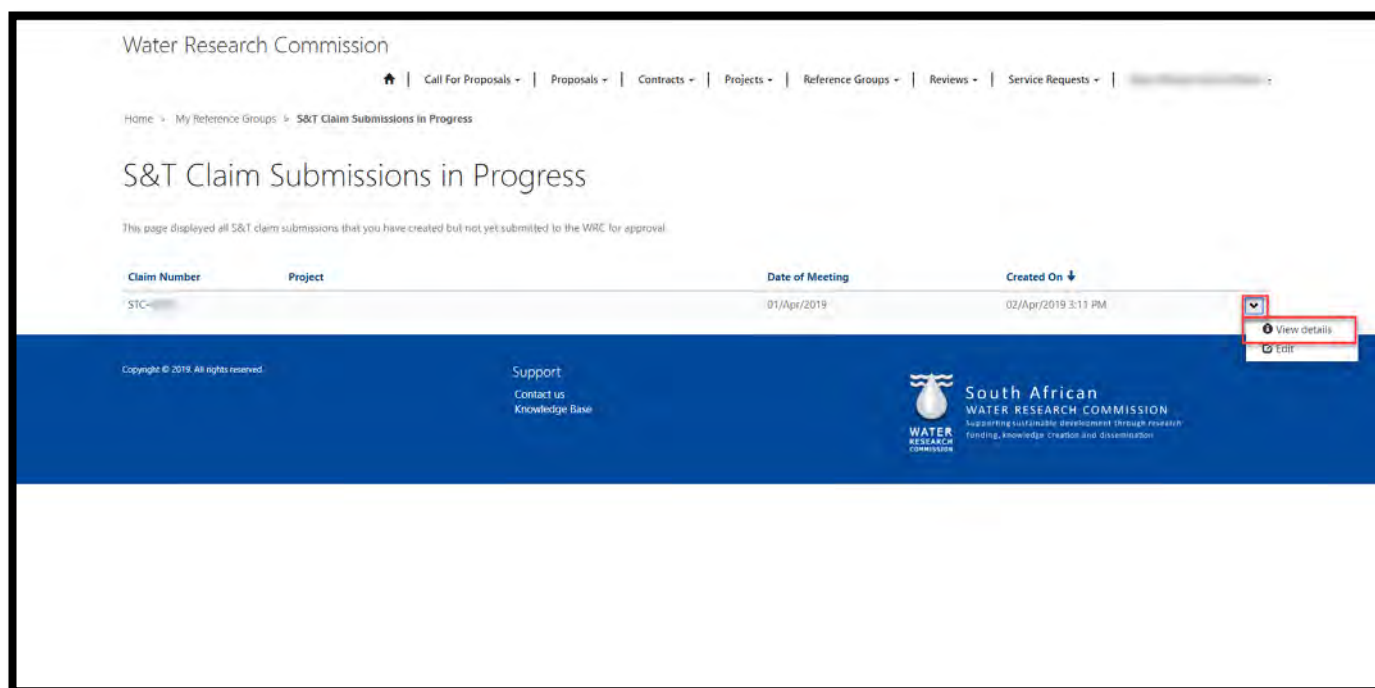 Water Research Commission
Call For Proposals | Proposals | Contracts | Projects | Reference Groups | Reviews | Service Requests |
Home > My Reference Groups > S&T Claim Submissions in Progress
S&T Claim Submissions in Progress
This page displayed all S&T claim submissions that you have created but not yet submitted to the WRC for approval.
Claim Number Project Date of Meeting Created On
STC- 01/Apr/2019 02/Apr/2019 3:11 PM
View details
Edit
Copyright © 2019. All rights reserved.
Support
Contact us
Knowledge Base
WATER
RESEARCH
COMMISSION
South African
WATER RESEARCH COMMISSION
Supporting sustainable development through research
funding, knowledge creation and dissemination